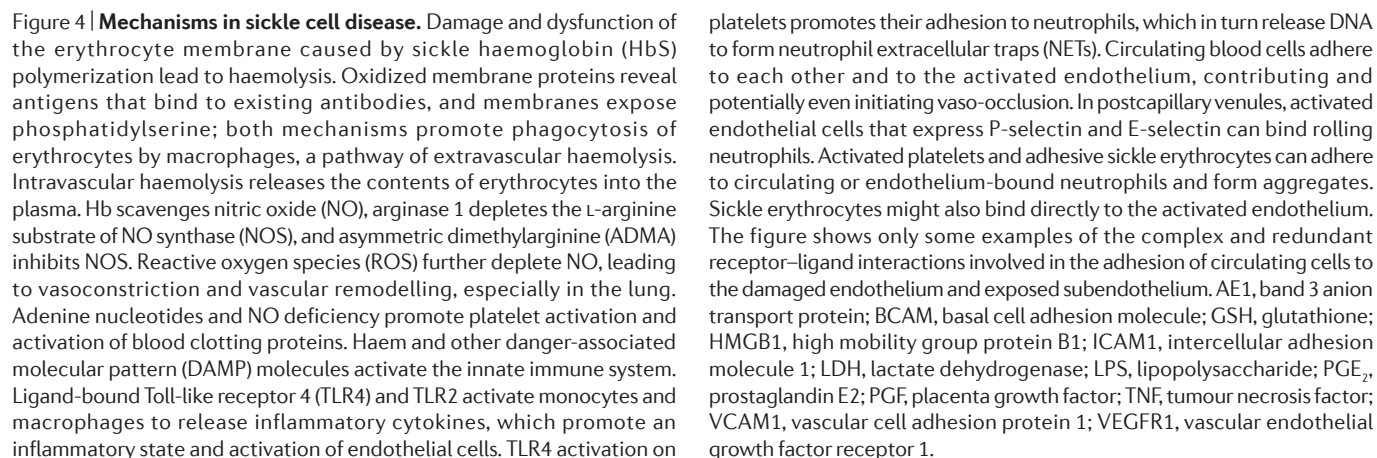 Figure 4 | Mechanisms in sickle cell disease. Damage and dysfunction of
the erythrocyte membrane caused by sickle haemoglobin (HbS)
polymerization lead to haemolysis. Oxidized membrane proteins reveal
antigens that bind to existing antibodies, and membranes expose
phosphatidylserine; both mechanisms promote phagocytosis of
erythrocytes by macrophages, a pathway of extravascular haemolysis.
Intravascular haemolysis releases the contents of erythrocytes into the
plasma. Hb scavenges nitric oxide (NO), arginase 1 depletes the L-arginine
substrate of NO synthase (NOS), and asymmetric dimethylarginine (ADMA)
inhibits NOS. Reactive oxygen species (ROS) further deplete NO, leading
to vasoconstriction and vascular remodelling, especially in the lung.
Adenine nucleotides and NO deficiency promote platelet activation and
activation of blood clotting proteins. Haem and other danger-associated
molecular pattern (DAMP) molecules activate the innate immune system.
Ligand-bound Toll-like receptor 4 (TLR4) and TLR2 activate monocytes and
macrophages to release inflammatory cytokines, which promote an
inflammatory state and activation of endothelial cells. TLR4 activation on
platelets promotes their adhesion to neutrophils, which in turn release DNA
to form neutrophil extracellular traps (NETs). Circulating blood cells adhere
to each other and to the activated endothelium, contributing and
potentially even initiating vaso-occlusion. In postcapillary venules, activated
endothelial cells that express P-selectin and E-selectin can bind rolling
neutrophils. Activated platelets and adhesive sickle erythrocytes can adhere
to circulating or endothelium-bound neutrophils and form aggregates.
Sickle erythrocytes might also bind directly to the activated endothelium.
The figure shows only some examples of the complex and redundant
receptor–ligand interactions involved in the adhesion of circulating cells to
the damaged endothelium and exposed subendothelium. AE1, band 3 anion
transport protein; BCAM, basal cell adhesion molecule; GSH, glutathione;
HMGB1, high mobility group protein B1; ICAM1, intercellular adhesion
molecule 1; LDH, lactate dehydrogenase; LPS, lipopolysaccharide; PGE₂,
prostaglandin E2; PGF, placenta growth factor; TNF, tumour necrosis factor;
VCAM1, vascular cell adhesion protein 1; VEGFR1, vascular endothelial
growth factor receptor 1.